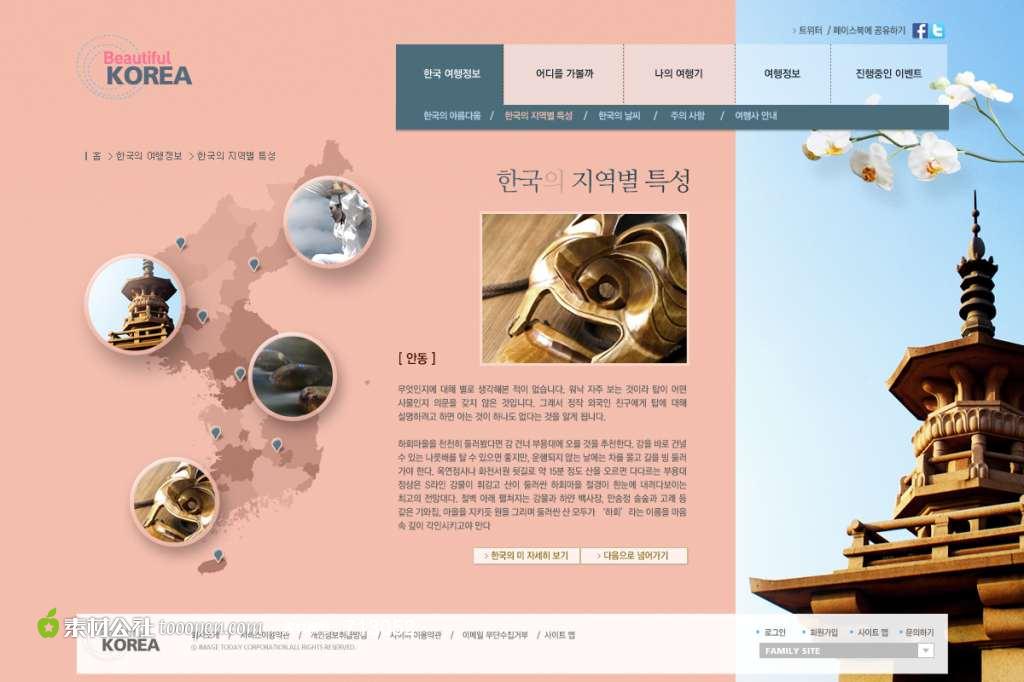 트위터 / 페이스북에 공유하기
Beautiful
KOREA
한국 여행정보
어디를 가볼까
나의 여행기
여행정보
진행중인 이벤트
한국의 아름다움 / 한국의 지역별 특성 / 한국의 날씨 / 주의 사항 / 여행사 안내
홈 > 한국의 여행정보 > 한국의 지역별 특성
한국의 지역별 특성
[ 안동 ]
무엇인지에 대해 별로 생각해본 적이 없습니다. 워낙 자주 보는 것이라 탑이 어떤
사물인지 의문을 갖지 않은 것입니다. 그래서 정작 외국인 친구에게 탑에 대해
설명하려고 하면 아는 것이 하나도 없다는 것을 알게 됩니다.
하회마을을 천천히 둘러봤다면 강 건너 부용대에 오를 것을 추천한다. 강을 바로 건널
수 있는 나룻배를 탈 수 있으면 좋지만, 운행되지 않는 날에는 차를 몰고 길을 빙 둘러
가야 한다. 옥연정사나 화천서원 뒷길로 약 15분 정도 산을 오르면 다다르는 부용대
정상은 S라인 강물이 휘감고 산이 둘러싼 하회마을 절경이 한눈에 내려다보이는
최고의 전망대다. 절벽 아래 펼쳐지는 강물과 하얀 백사장, 만송정 솔숲과 고래 등
같은 기와집, 마을을 지키듯 원을 그리며 둘러싼 산 모두가 '하회' 라는 이름을 마음
속 깊이 각인시키고야 만다
> 한국의 미 자세히 보기
> 다음으로 넘어가기
素材公社 tooopen.com
KOREA
회사소개 / 서비스이용약관 / 개인정보취급방침 / 사이트 이용약관 / 이메일 무단수집거부 / 사이트 맵
ⓒ IMAGE TODAY CORPORATION.ALL RIGHTS RESERVED.
로그인
회원가입
사이트 맵
문의하기
FAMILY SITE